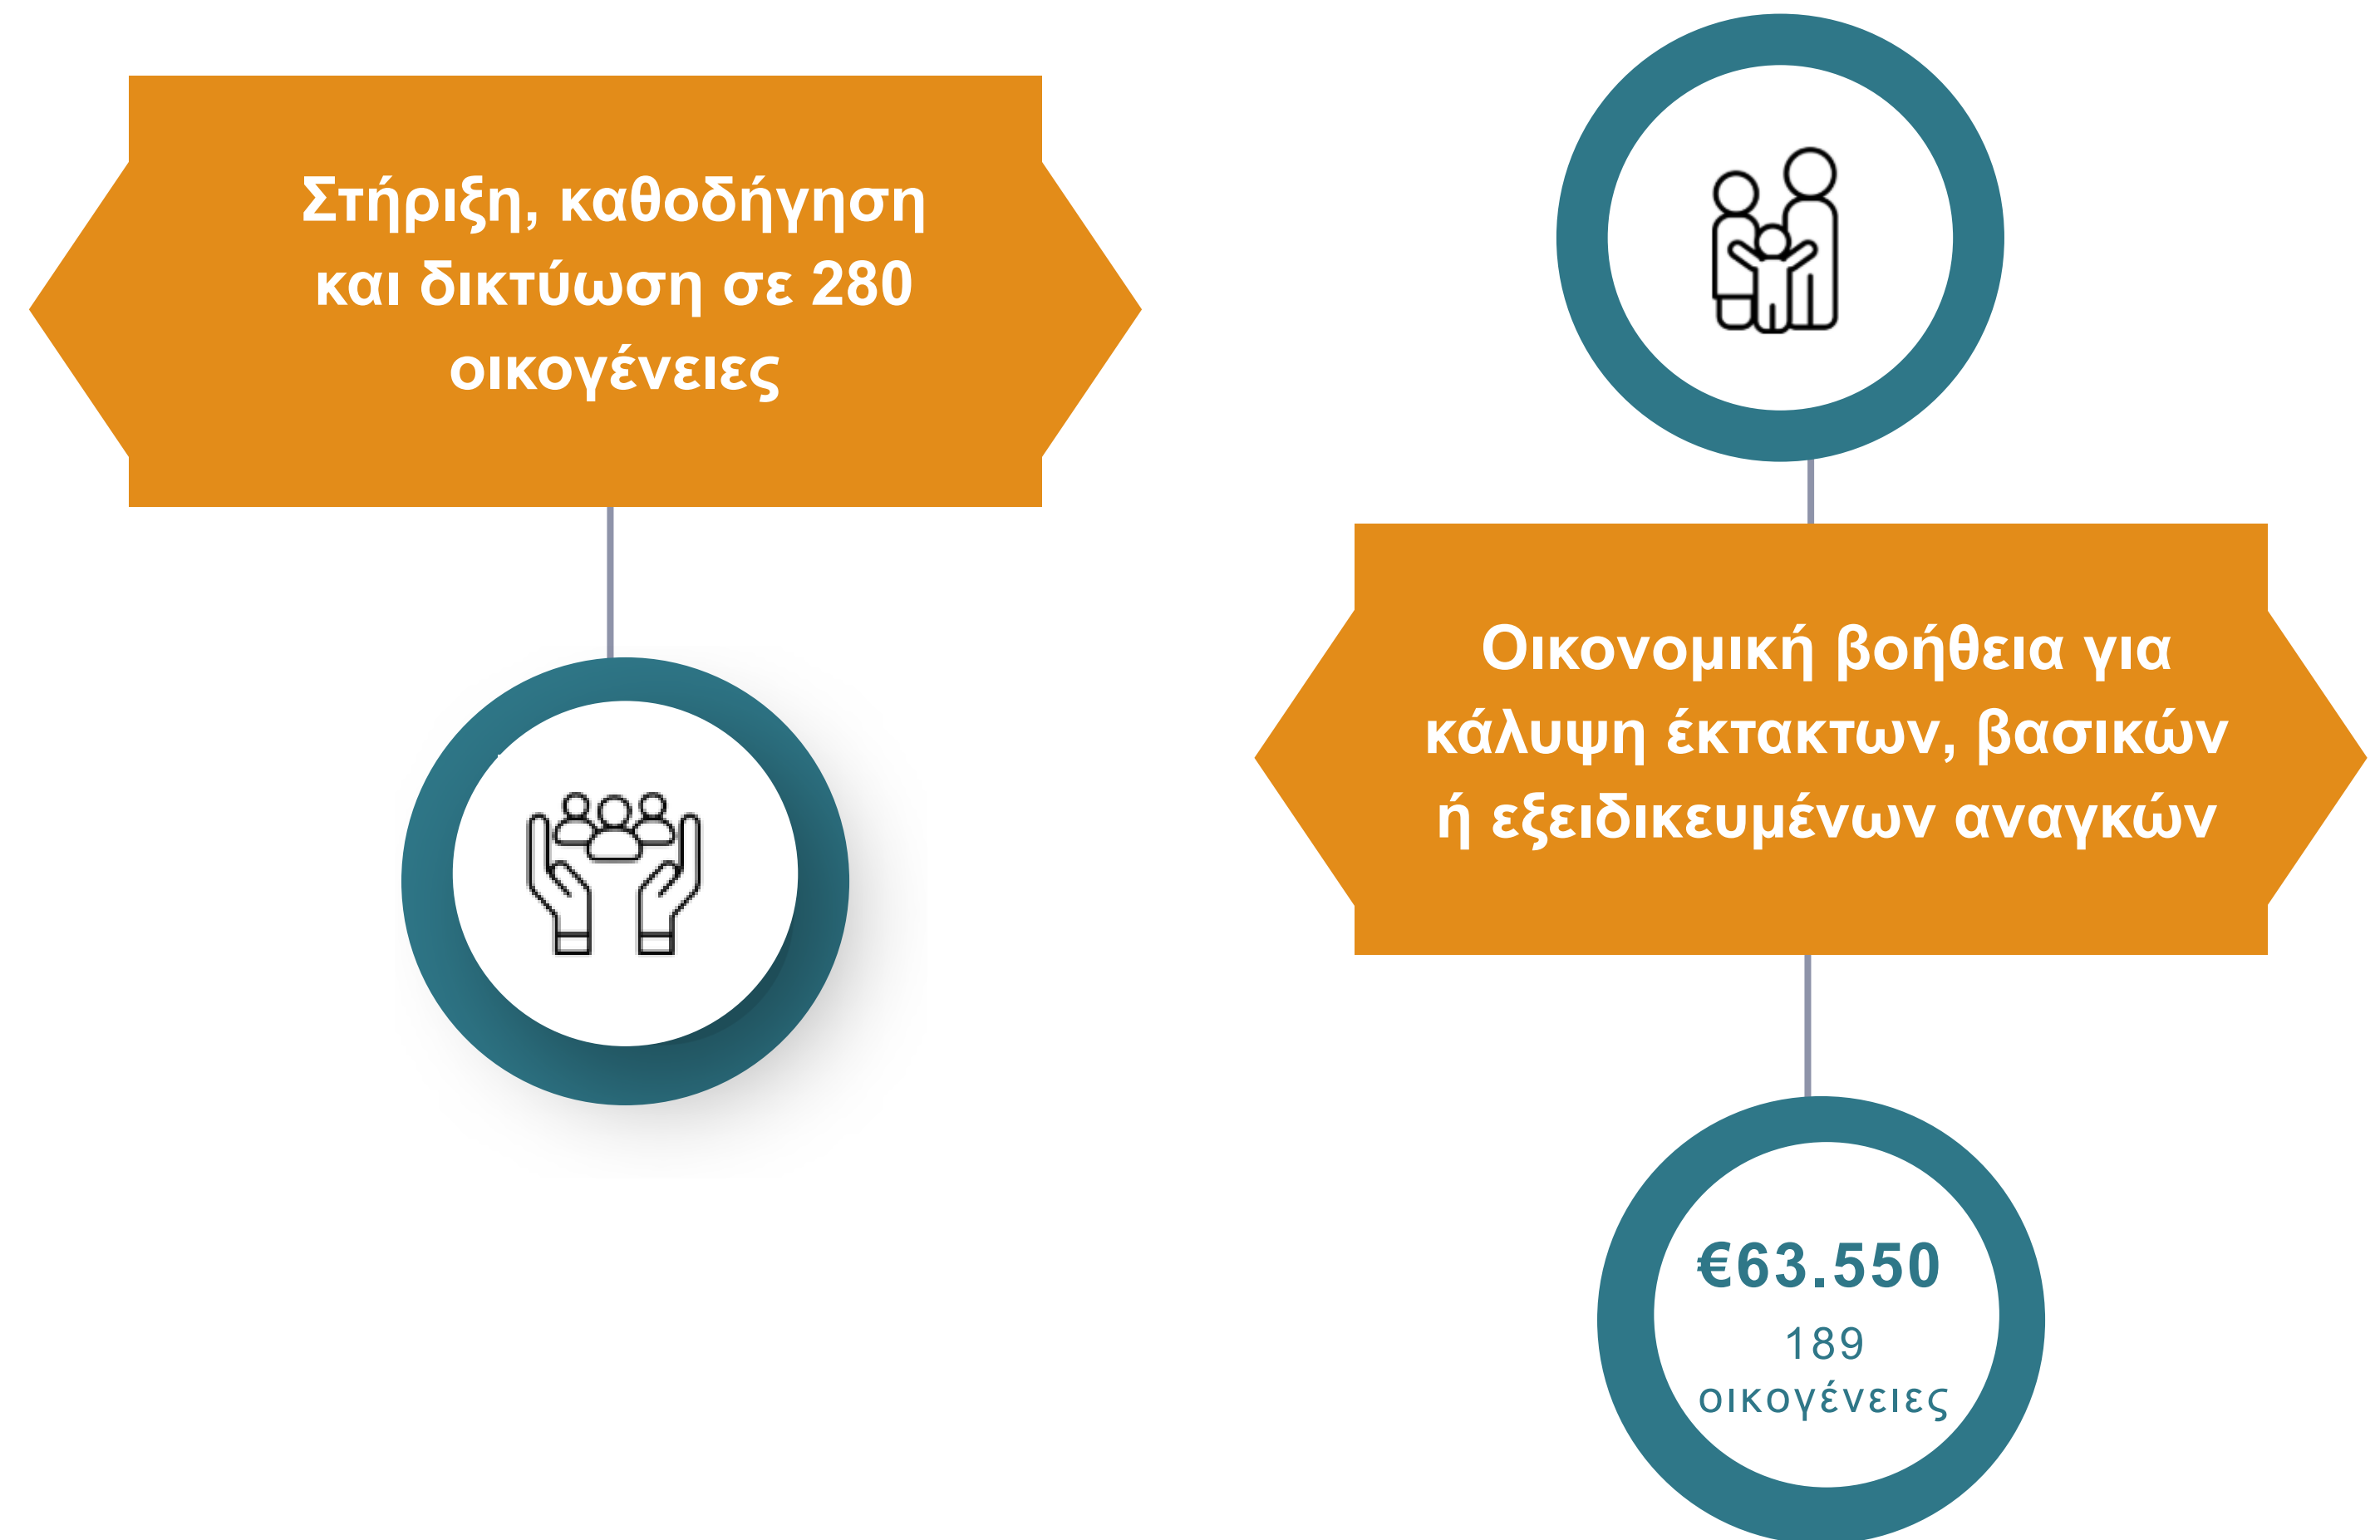 Στήριξη, καθοδήγηση
και δικτύωση σε 280
οικογένειες
Οικονομική βοήθεια για
κάλυψη έκτακτων, βασικών
ή εξειδικευμένων αναγκών
€63.550
189
οικογένειες